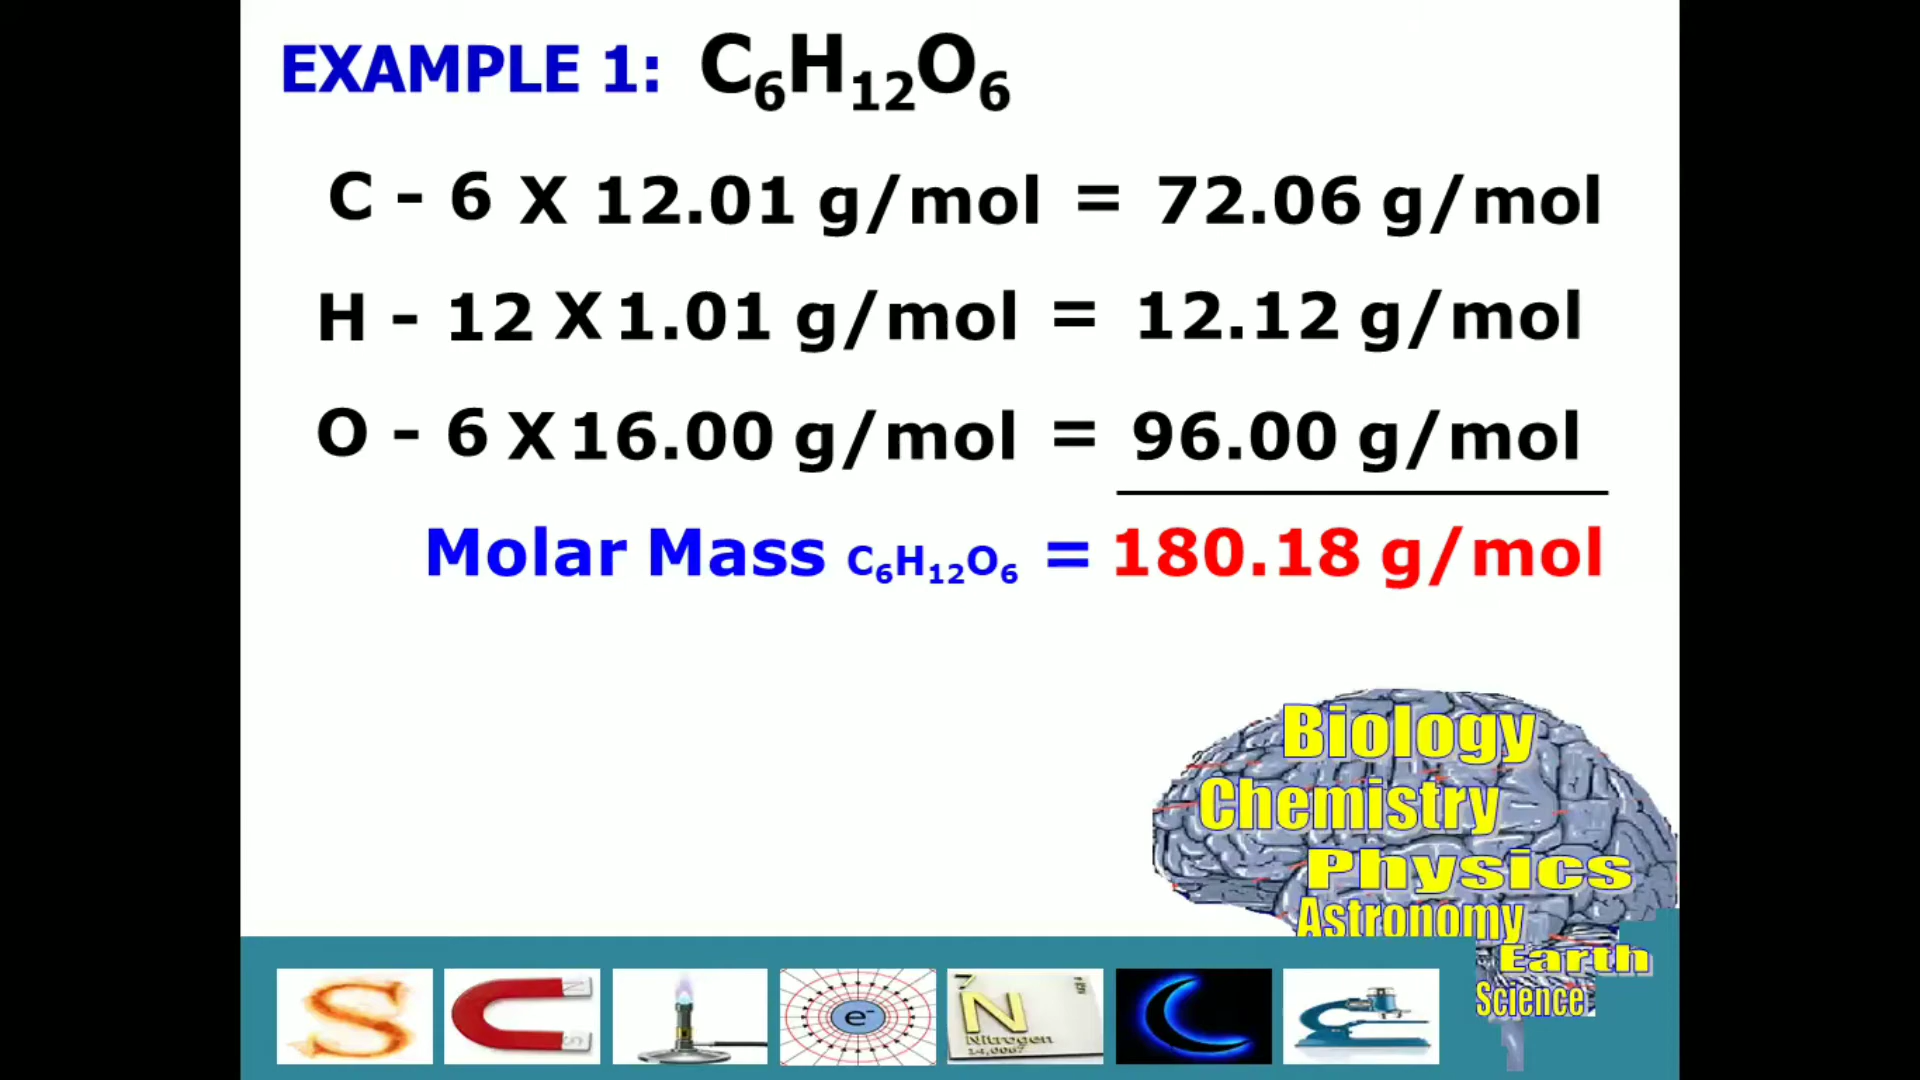 EXAMPLE 1: C₆H₁₂O₆
C - 6 X 12.01 g/mol = 72.06 g/mol
H - 12 X 1.01 g/mol = 12.12 g/mol
O - 6 X 16.00 g/mol = 96.00 g/mol
Molar Mass C₆H₁₂O₆ = 180.18 g/mol
Biology
Chemistry
Physics
Astronomy
Earth
Science
S
N
S
e⁻
7
N
Nitrogen
14,0067